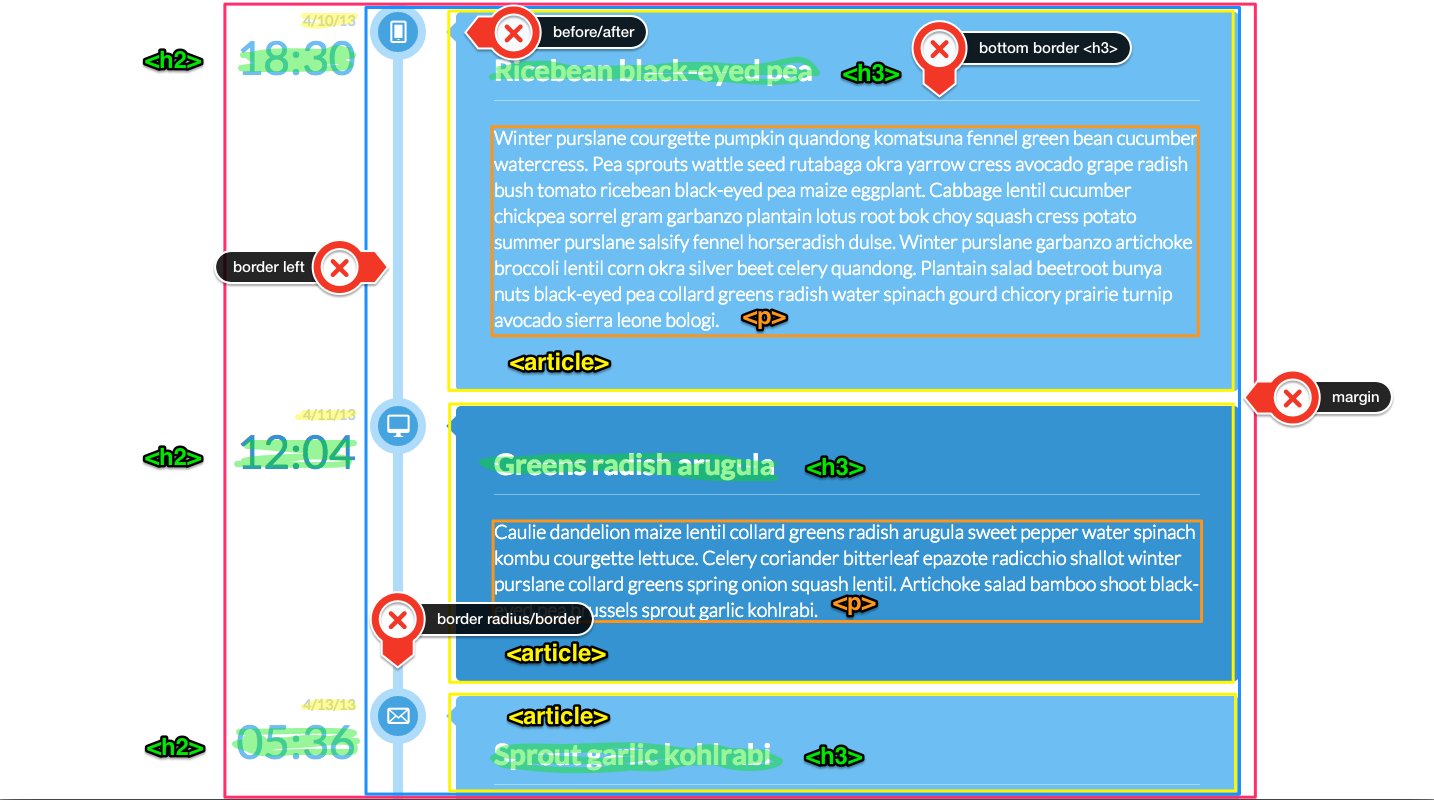 4/10/13
<h2>
18:30
before/after
bottom border <h3>
Ricebean black-eyed pea
<h3>
Winter purslane courgette pumpkin quandong komatsuna fennel green bean cucumber
watercress. Pea sprouts wattle seed rutabaga okra yarrow cress avocado grape radish
bush tomato ricebean black-eyed pea maize eggplant. Cabbage lentil cucumber
chickpea sorrel gram garbanzo plantain lotus root bok choy squash cress potato
summer purslane salsify fennel horseradish dulse. Winter purslane garbanzo artichoke
broccoli lentil corn okra silver beet celery quandong. Plantain salad beetroot bunya
nuts black-eyed pea collard greens radish water spinach gourd chicory prairie turnip
avocado sierra leone bologi.
<p>
border left
<article>
margin
4/11/13
<h2>
12:04
Greens radish arugula
<h3>
Caulie dandelion maize lentil collard greens radish arugula sweet pepper water spinach
kombu courgette lettuce. Celery coriander bitterleaf epazote radicchio shallot winter
purslane collard greens spring onion squash lentil. Artichoke salad bamboo shoot black-
eyed pea brussels sprout garlic kohlrabi.
<p>
border radius/border
<article>
4/13/13
<h2>
05:36
<article>
Sprout garlic kohlrabi
<h3>